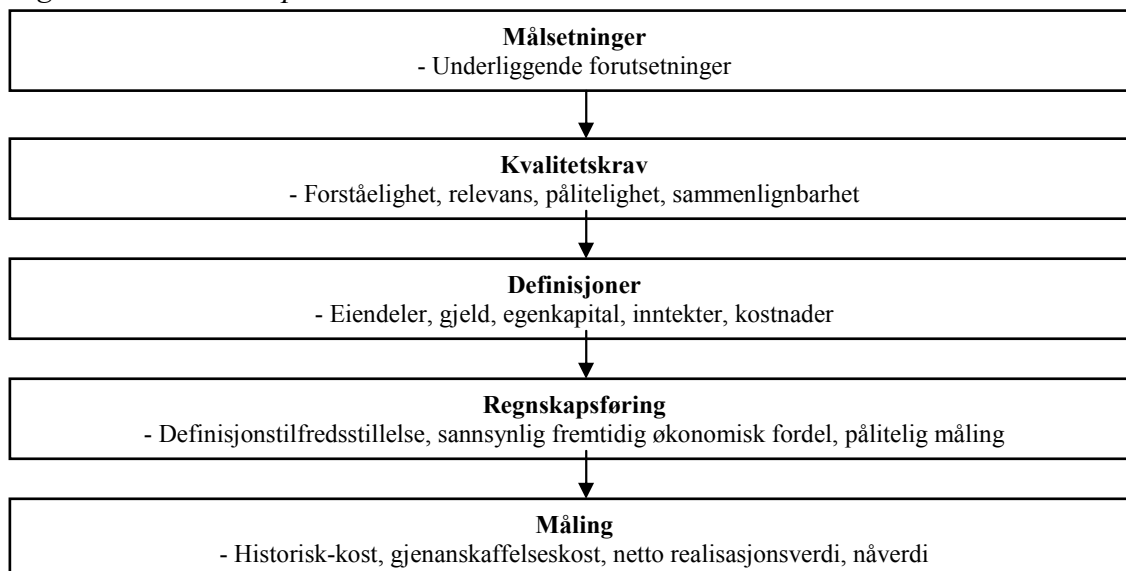 Målsetninger
- Underliggende forutsetninger
Kvalitetskrav
- Forståelighet, relevans, pålitelighet, sammenlignbarhet
Definisjoner
- Eiendeler, gjeld, egenkapital, inntekter, kostnader
Regnskapsføring
- Definisjonstilfredsstillelse, sannsynlig fremtidig økonomisk fordel, pålitelig måling
Måling
- Historisk-kost, gjenanskaffelseskost, netto realisasjonsverdi, nåverdi